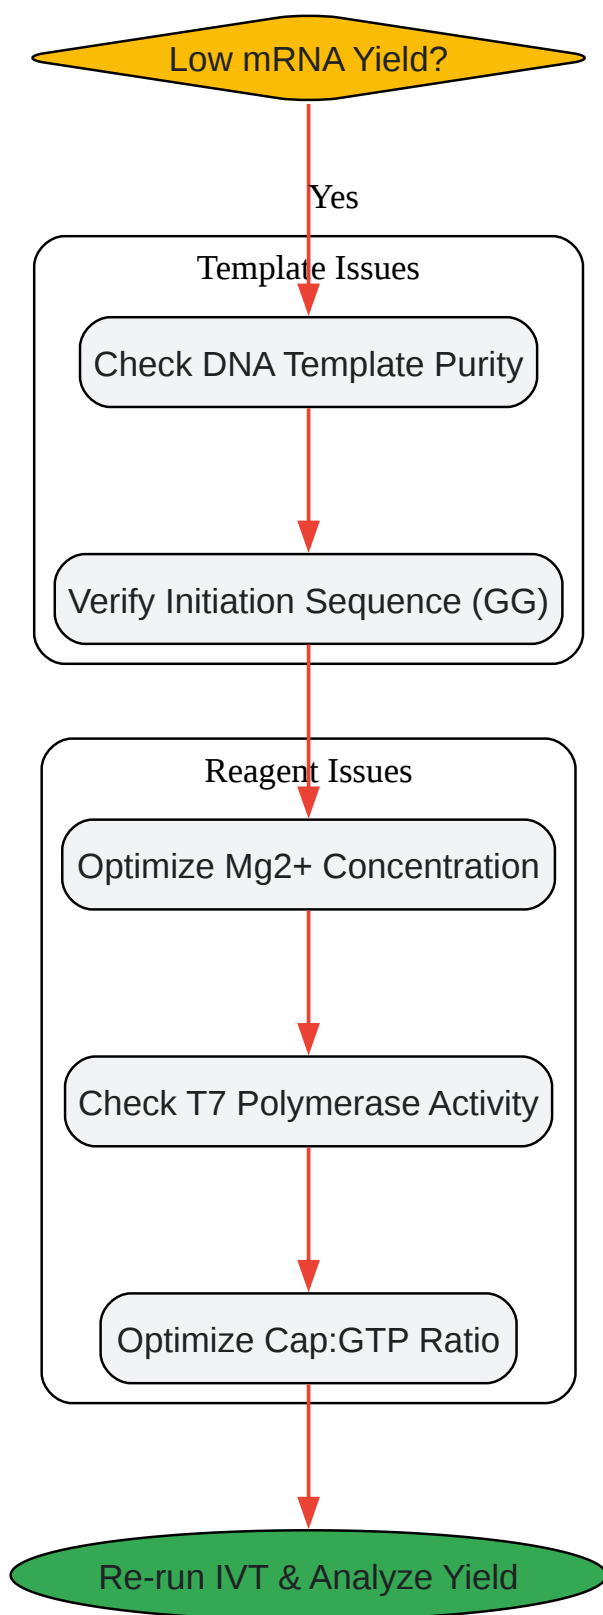 Low mRNA Yield?
Yes
Template Issues
Check DNA Template Purity
Verify Initiation Sequence (GG)
Reagent Issues
Optimize Mg2+ Concentration
Check T7 Polymerase Activity
Optimize Cap:GTP Ratio
Re-run IVT & Analyze Yield